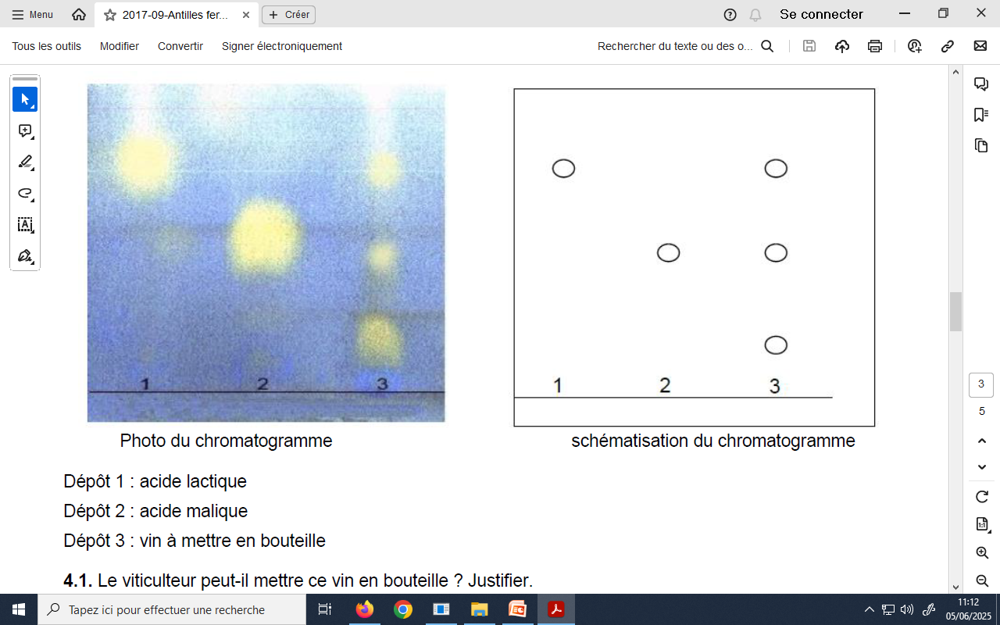 Menu
2017-09-Antilles fer...
Créer
Se connecter
Tous les outils
Modifier
Convertir
Signer électroniquement
Rechercher du texte ou des o...
1 2 3
1 2 3
Photo du chromatogramme
schématisation du chromatogramme
Dépôt 1 : acide lactique
Dépôt 2 : acide malique
Dépôt 3 : vin à mettre en bouteille
4.1. Le viticulteur peut-il mettre ce vin en bouteille ? Justifier.
3
5
1:1
Tapez ici pour effectuer une recherche
11:12
05/06/2025